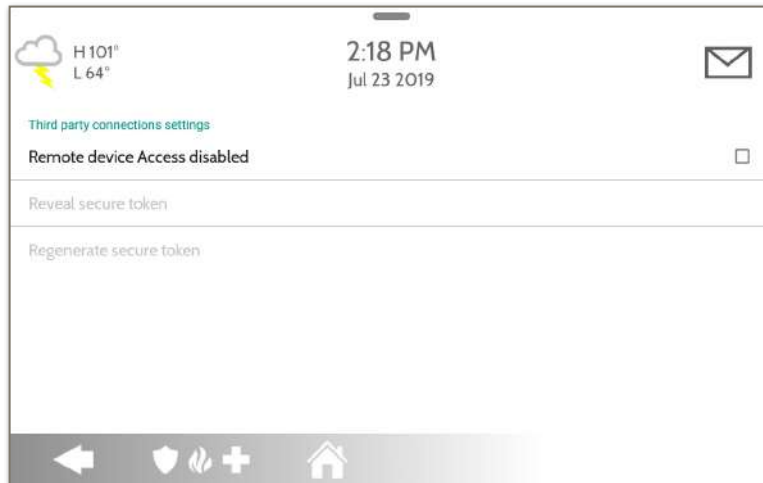 H 101°
L 64°
2:18 PM
Jul 23 2019
Third party connections settings
Remote device Access disabled
Reveal secure token
Regenerate secure token